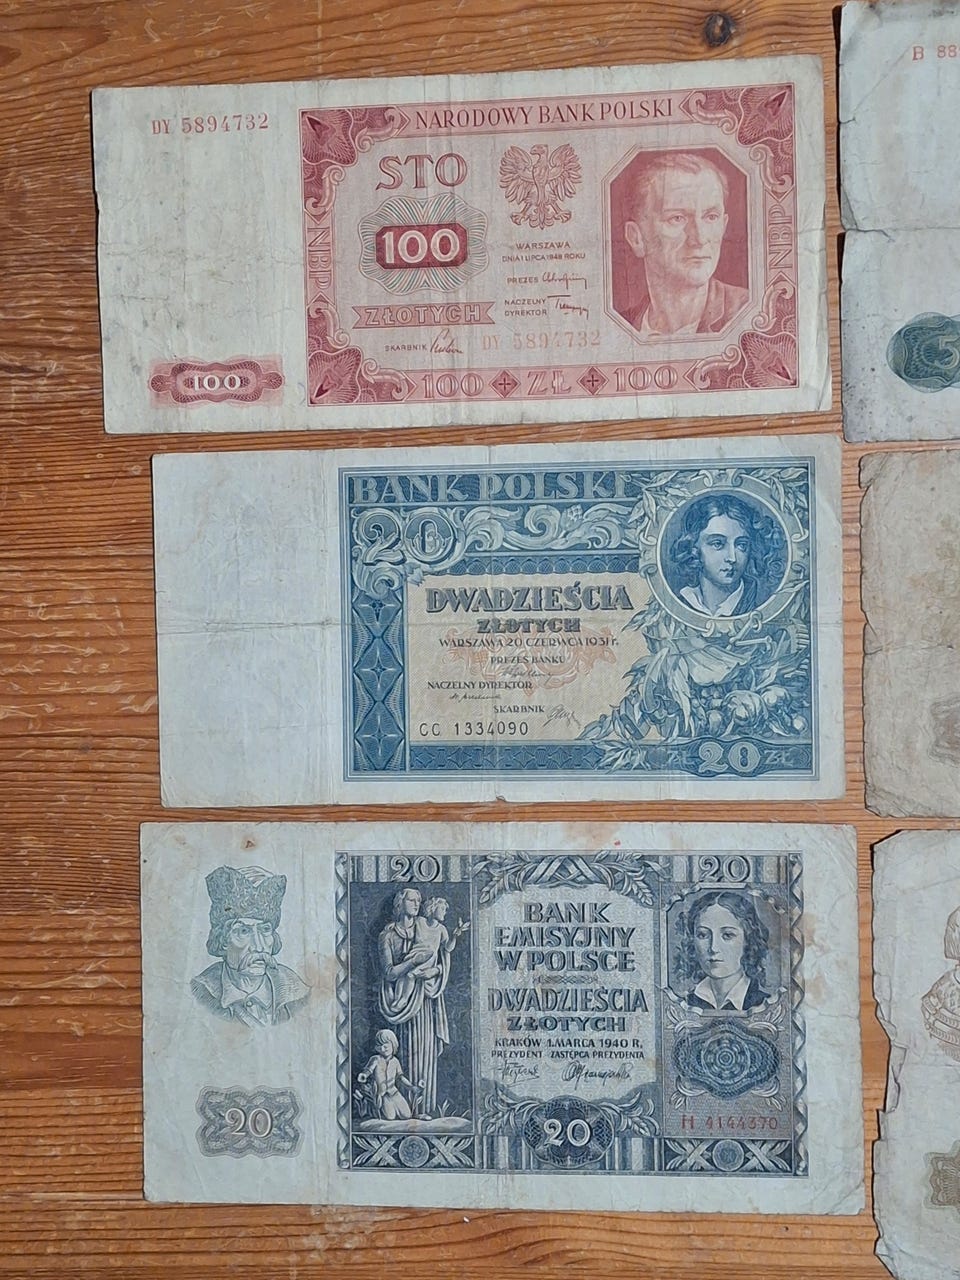 DY 5894732
NARODOWY BANK POLSKI
STO
100
NBP
NBP
WARSZAWA
DNIA 1 LIPCA 1948 ROKU
PREZES
NACZELNY
DYREKTOR
ZŁOTYCH
SKARBNIK
DY 5894732
100
100 + ZŁ + 100
B 88
5
BANK POLSKI
20
DWADZIEŚCIA
ZŁOTYCH
WARSZAWA 20 CZERWCA 1931 r.
PREZES BANKU
NACZELNY DYREKTOR
SKARBNIK
CC 1334090
ZŁ 20 ZŁ
20
20
BANK
EMISYJNY
W POLSCE
DWADZIEŚCIA
ZŁOTYCH
KRAKÓW 1. MARCA 1940 R.
PREZYDENT ZASTĘPCA PREZYDENTA
20
H 4144370
20